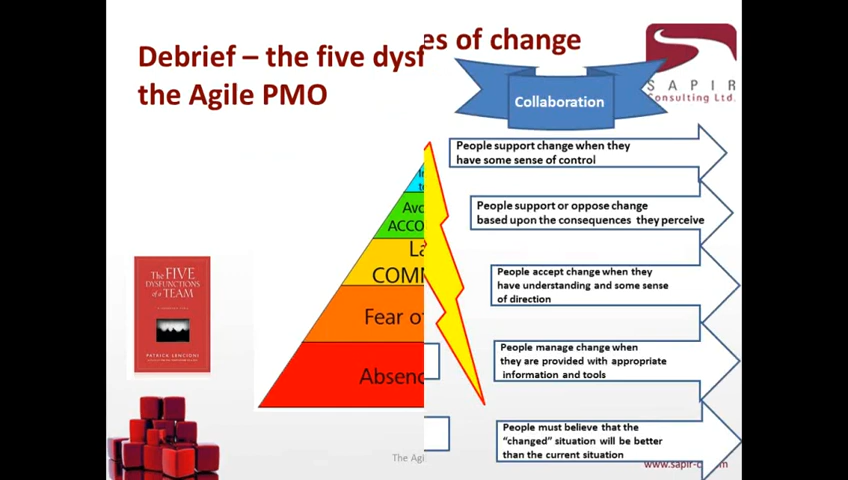 Debrief – the five dysf
the Agile PMO
es of change
SAPIR
Consulting Ltd.
Collaboration
People support change when they
have some sense of control
People support or oppose change
based upon the consequences they perceive
People accept change when they
have understanding and some sense
of direction
People manage change when
they are provided with appropriate
information and tools
People must believe that the
“changed” situation will be better
than the current situation
Avo
ACCO
La
COMM
Fear of
Absenc
The FIVE
DYSFUNCTIONS
of a TEAM
PATRICK LENCIONI
The Agi